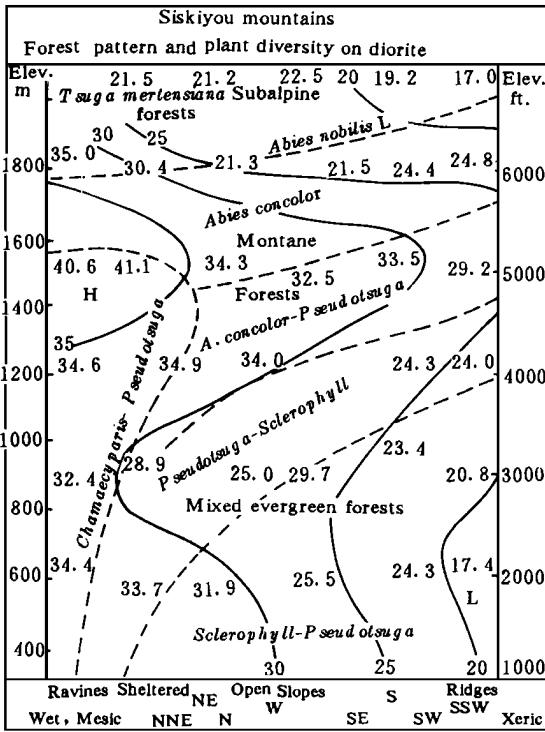 Siskiyou mountains
Forest pattern and plant diversity on diorite
Elev. 21.5 21.2 22.5 20 19.2 17.0 Elev.
m ft.
Tsuga mertensiana Subalpine
forests
Abies nobilis L
30 25
35.0 30.4 21.3 21.5 24.4 24.8
1800 6000
Abies concolor
1600 Montane
40.6 41.1 34.3 32.5 33.5 29.2
5000
H Forests
1400
A. concolor-Pseudotsuga
35
34.6 34.9 34.0 24.3 24.0
1200 4000
Chamaecyparis-Pseudotsuga
Pseudotsuga-Sclerophyll
1000 23.4
28.9
32.4 25.0 29.7 20.8 3000
800 Mixed evergreen forests
34.4 33.7 31.9 25.5 24.3 17.4
600 2000
L
Sclerophyll-Pseudotsuga
400 30 25 20 1000
Ravines Sheltered NE Open Slopes S Ridges
Wet, Mesic NNE N W SE SW SSW Xeric